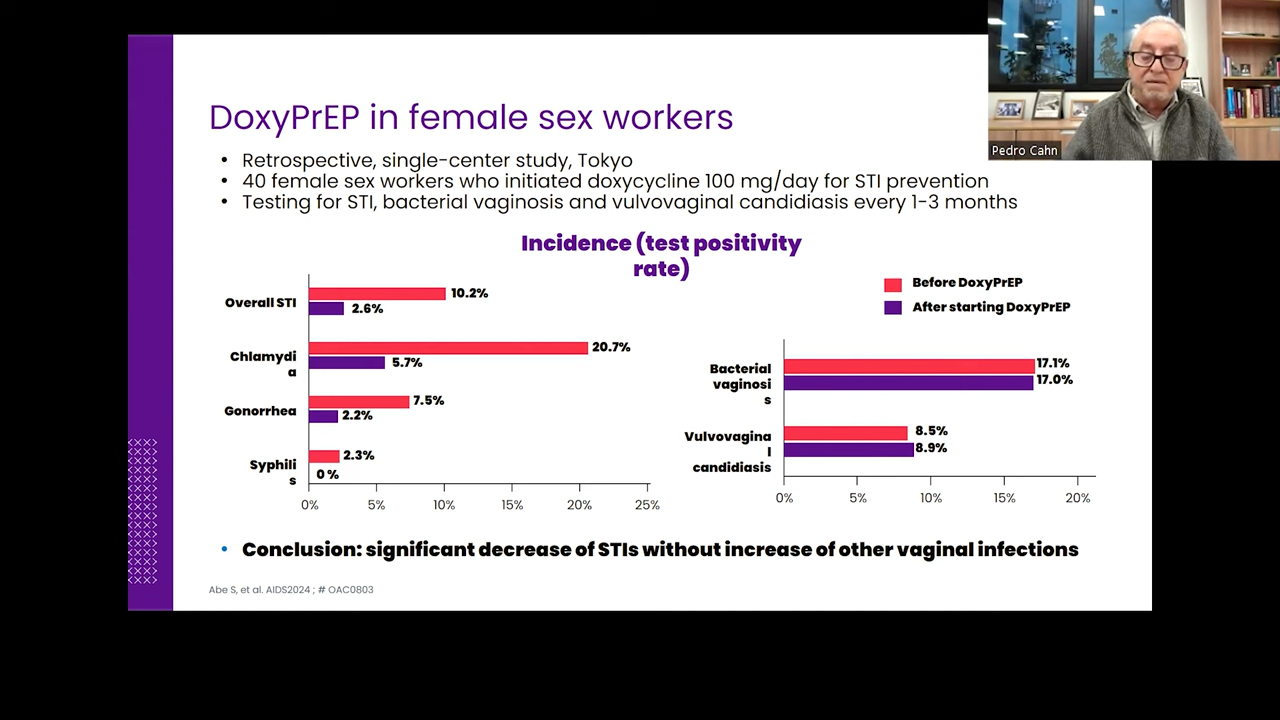 Pedro Cahn
DoxyPrEP in female sex workers
• Retrospective, single-center study, Tokyo
• 40 female sex workers who initiated doxycycline 100 mg/day for STI prevention
• Testing for STI, bacterial vaginosis and vulvovaginal candidiasis every 1-3 months
Incidence (test positivity
rate)
Before DoxyPrEP
After starting DoxyPrEP
Overall STI
10.2%
2.6%
Chlamydi
a
20.7%
5.7%
Gonorrhea
7.5%
2.2%
Syphili
s
2.3%
0 %
0% 5% 10% 15% 20% 25%
Bacterial
vaginosi
s
17.1%
17.0%
Vulvovagina
l
candidiasis
8.5%
8.9%
0% 5% 10% 15% 20%
• Conclusion: significant decrease of STIs without increase of other vaginal infections
Abe S, et al. AIDS2024 ; # OAC0803